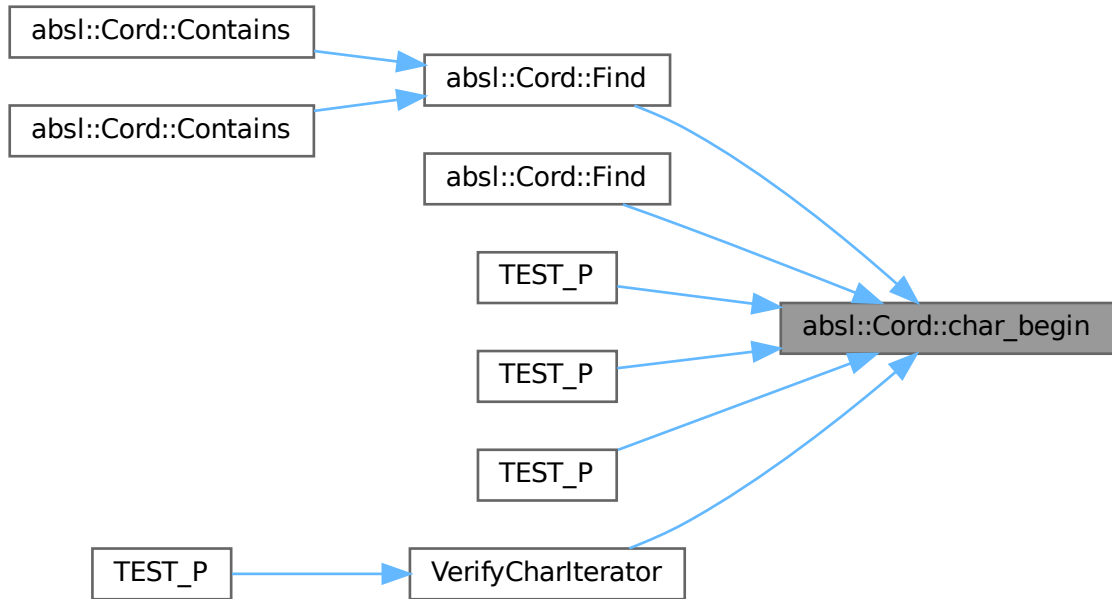 absl::Cord::Contains
absl::Cord::Find
absl::Cord::Contains
absl::Cord::Find
TEST_P
absl::Cord::char_begin
TEST_P
TEST_P
TEST_P
VerifyCharIterator